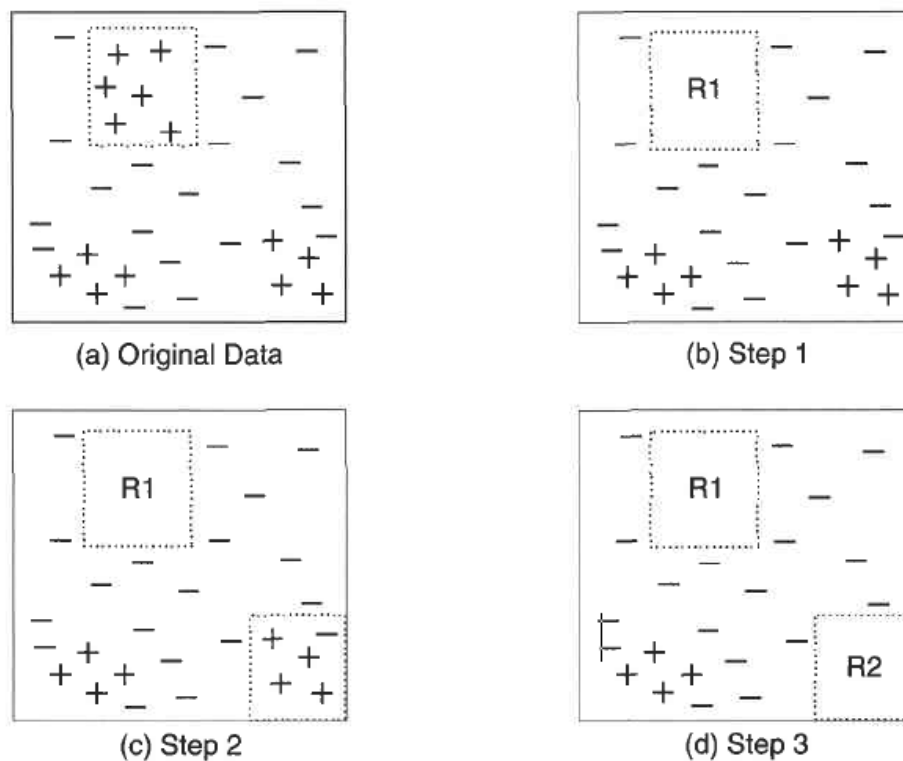 R1
(a) Original Data
(b) Step 1
R1
R1
R2
(c) Step 2
(d) Step 3